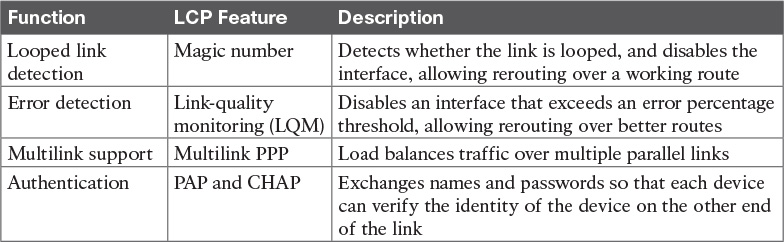 Function LCP Feature Description
Looped link Magic number Detects whether the link is looped, and disables the
detection interface, allowing rerouting over a working route
Error detection Link-quality Disables an interface that exceeds an error percentage
monitoring (LQM) threshold, allowing rerouting over better routes
Multilink support Multilink PPP Load balances traffic over multiple parallel links
Authentication PAP and CHAP Exchanges names and passwords so that each device
can verify the identity of the device on the other end
of the link